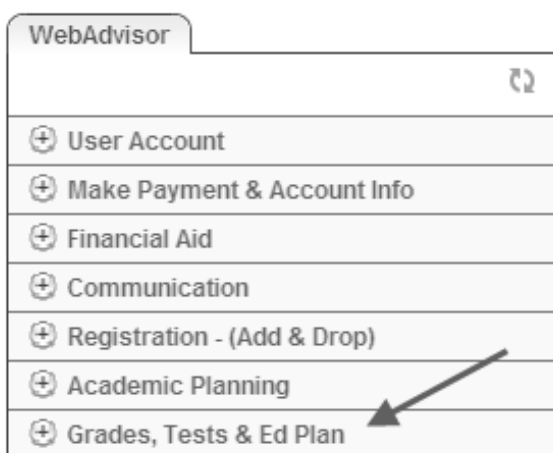 WebAdvisor
User Account
Make Payment & Account Info
Financial Aid
Communication
Registration - (Add & Drop)
Academic Planning
Grades, Tests & Ed Plan